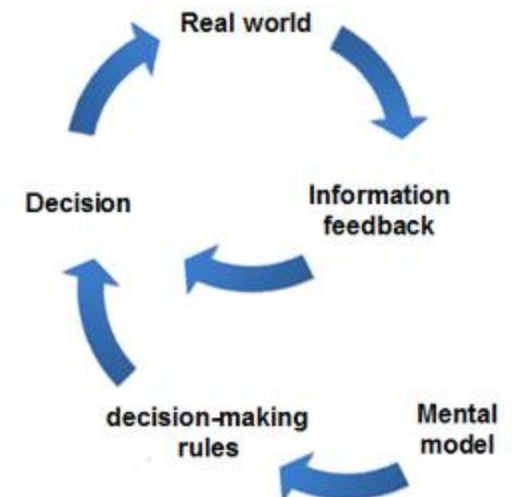 Real world
Information
feedback
Decision
decision-making
rules
Mental
model